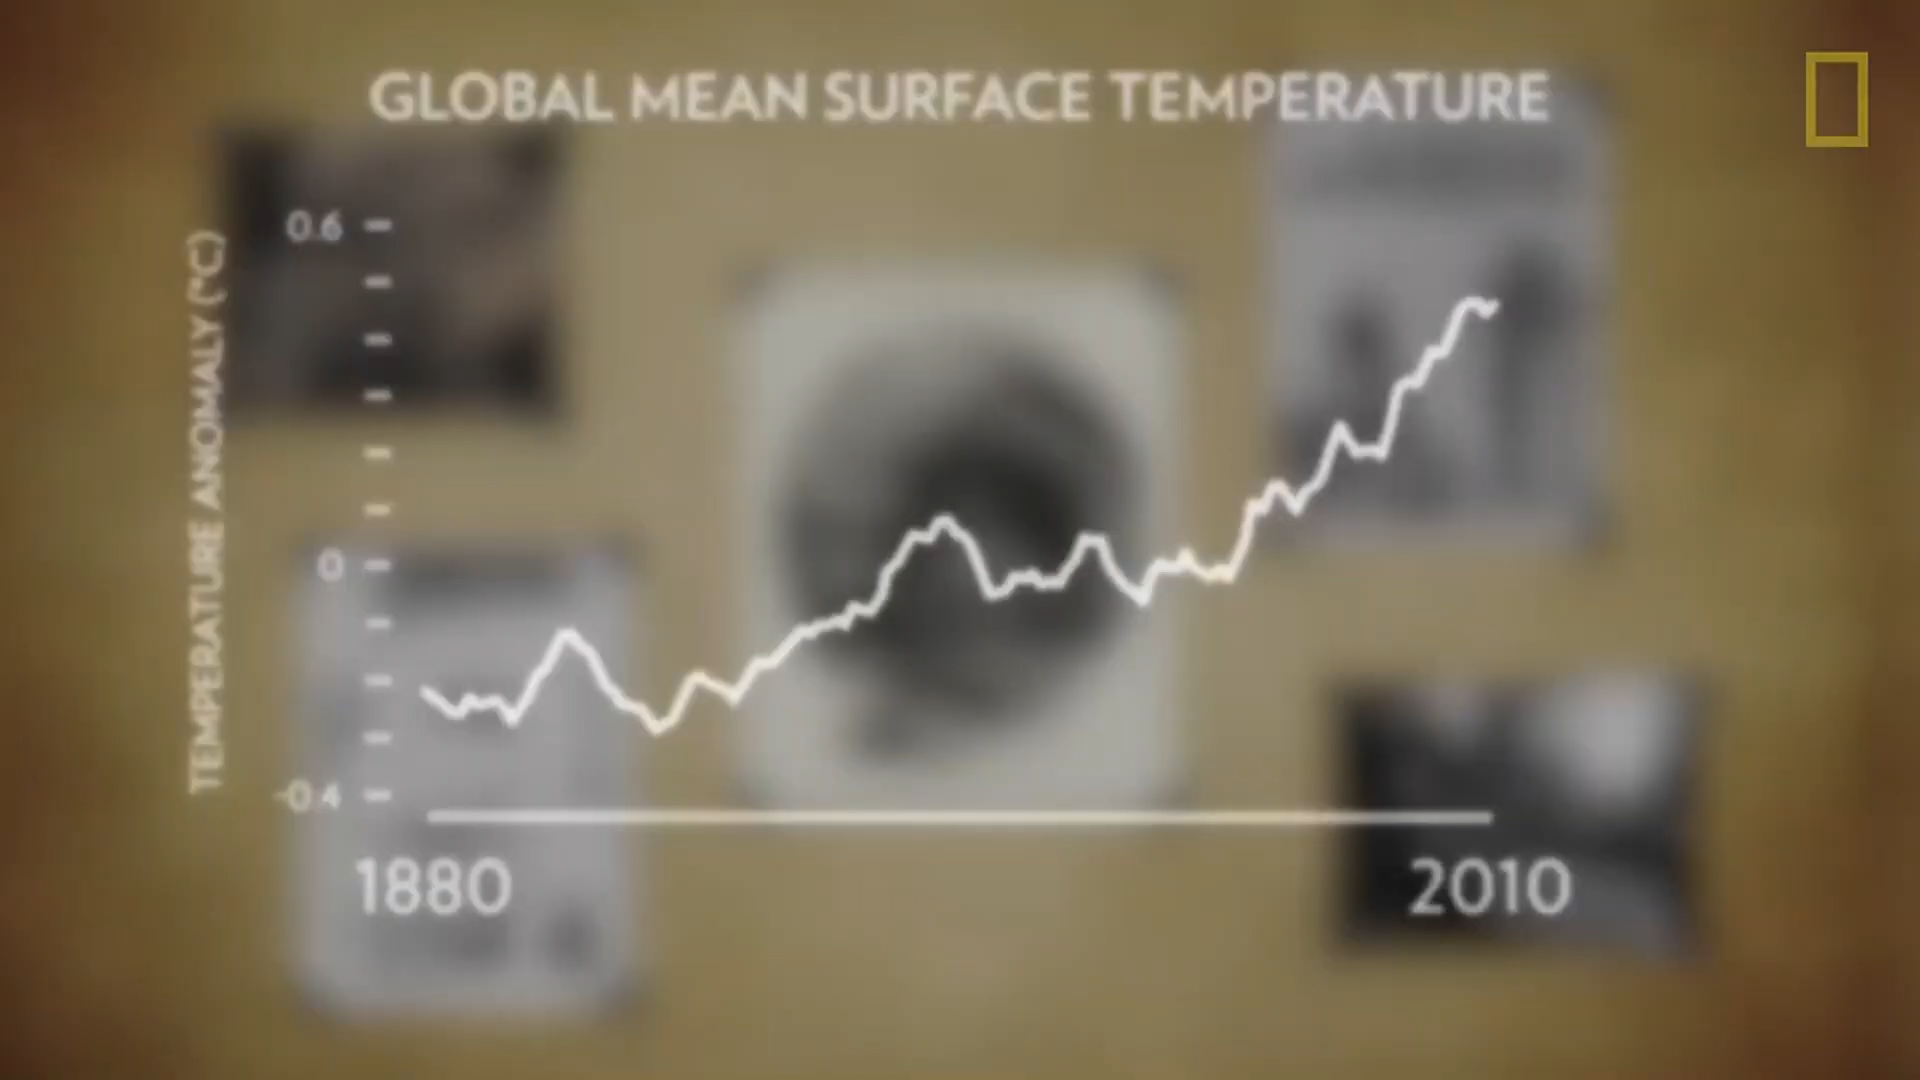 GLOBAL MEAN SURFACE TEMPERATURE
TEMPERATURE ANOMALY (°C)
0.6
0
-0.4
1880
2010